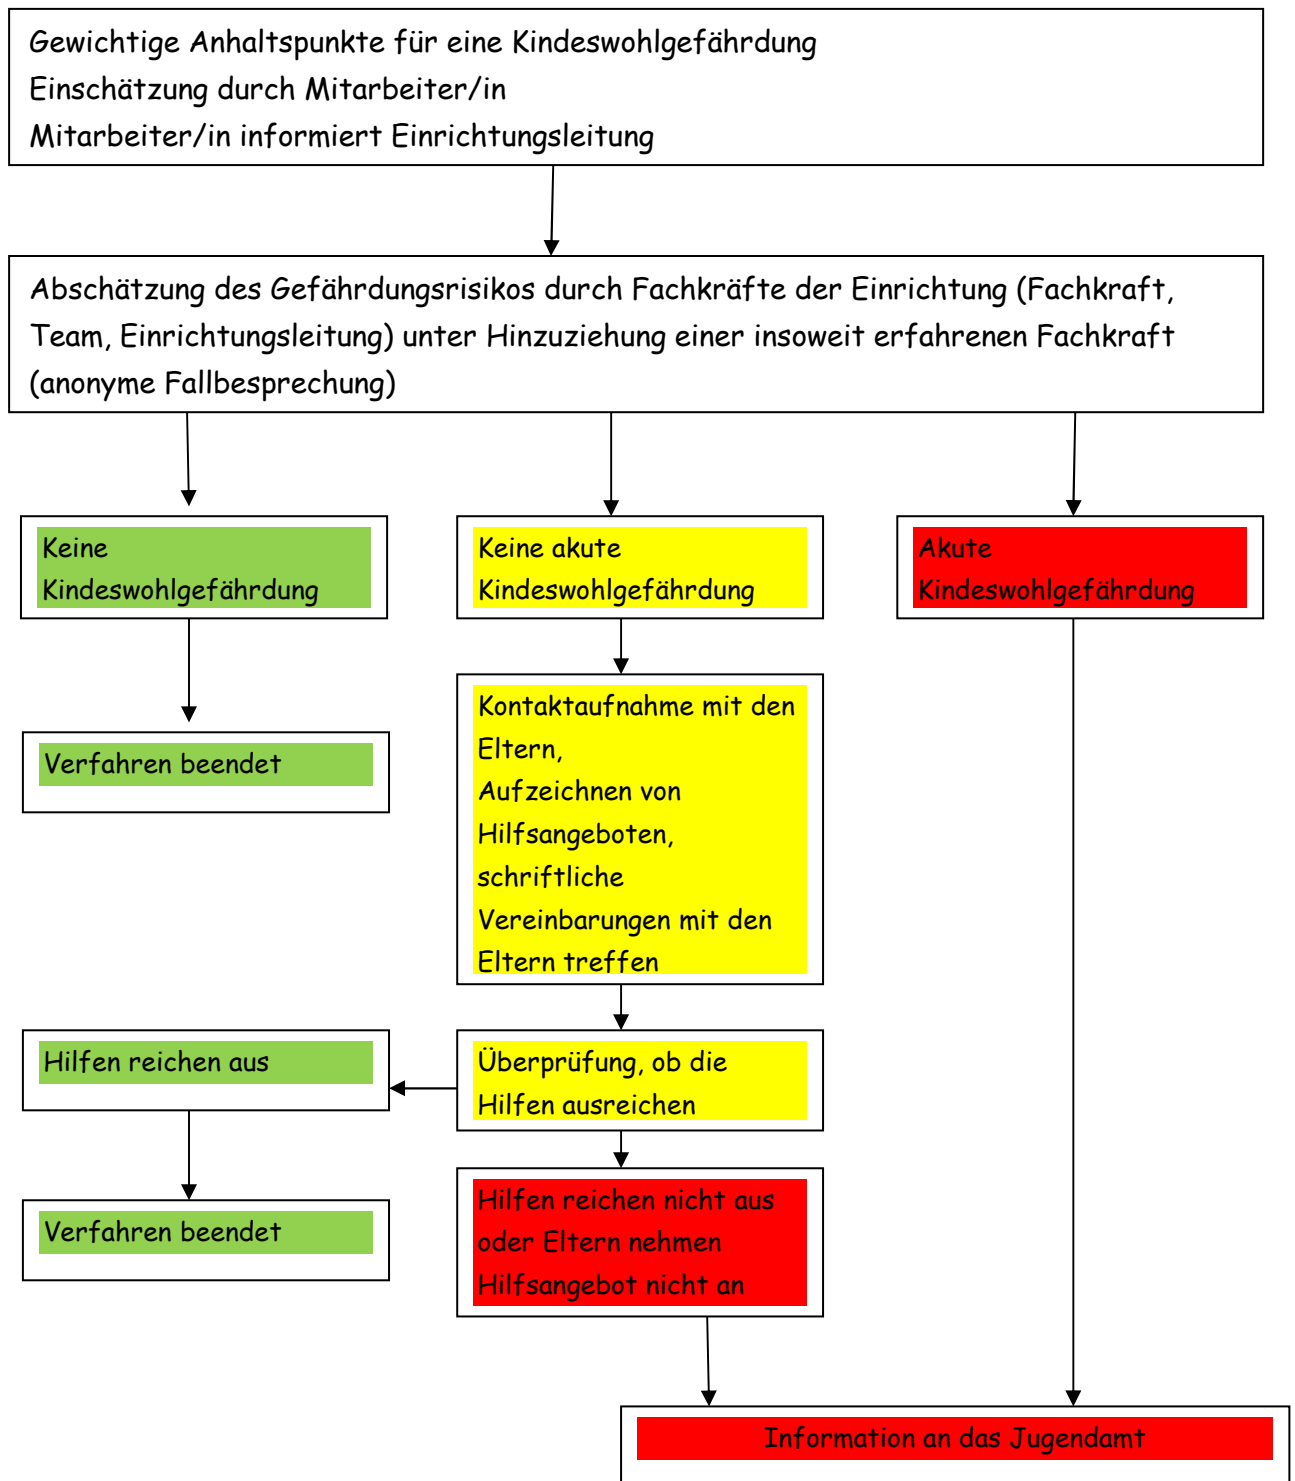 Gewichtige Anhaltspunkte für eine Kindeswohlgefährdung
Einschätzung durch Mitarbeiter/in
Mitarbeiter/in informiert Einrichtungsleitung
Abschätzung des Gefährdungsrisikos durch Fachkräfte der Einrichtung (Fachkraft,
Team, Einrichtungsleitung) unter Hinzuziehung einer insoweit erfahrenen Fachkraft
(anonyme Fallbesprechung)
Keine
Kindeswohlgefährdung
Keine akute
Kindeswohlgefährdung
Akute
Kindeswohlgefährdung
Verfahren beendet
Kontaktaufnahme mit den
Eltern,
Aufzeichnen von
Hilfsangeboten,
schriftliche
Vereinbarungen mit den
Eltern treffen
Hilfen reichen aus
Überprüfung, ob die
Hilfen ausreichen
Verfahren beendet
Hilfen reichen nicht aus
oder Eltern nehmen
Hilfsangebot nicht an
Information an das Jugendamt